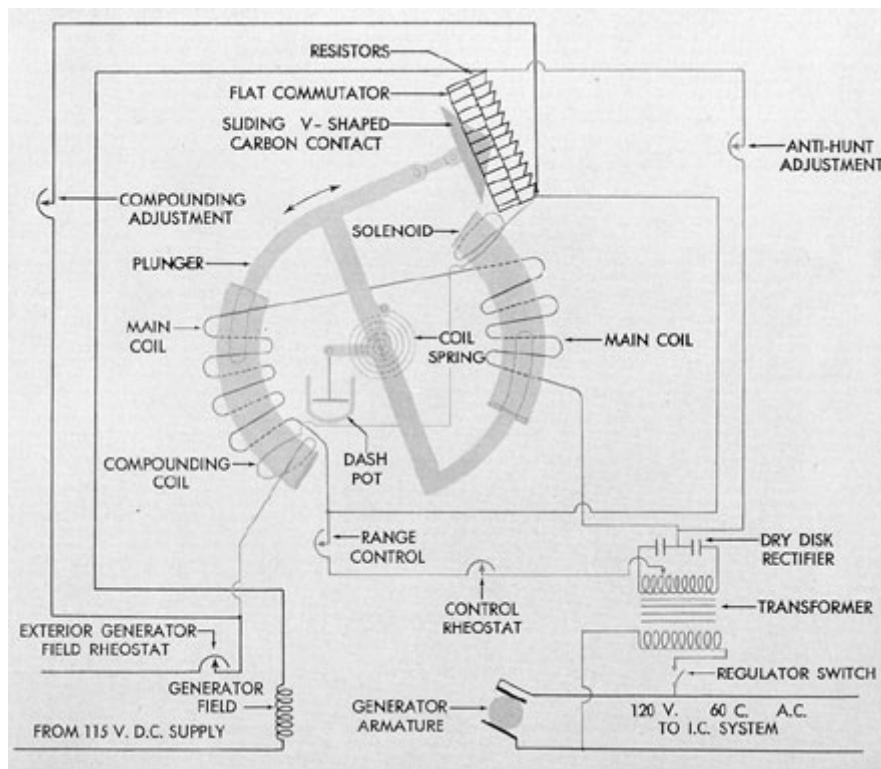 RESISTORS
FLAT COMMUTATOR
SLIDING V-SHAPED
CARBON CONTACT
ANTI-HUNT
ADJUSTMENT
COMPOUNDING
ADJUSTMENT
SOLENOID
PLUNGER
MAIN
COIL
COIL
SPRING
MAIN COIL
DASH
POT
COMPOUNDING
COIL
RANGE
CONTROL
DRY DISK
RECTIFIER
CONTROL
RHEOSTAT
TRANSFORMER
EXTERIOR GENERATOR
FIELD RHEOSTAT
REGULATOR SWITCH
GENERATOR
FIELD
GENERATOR
ARMATURE
120 V. 60 C. A.C.
TO I.C. SYSTEM
FROM 115 V. D.C. SUPPLY